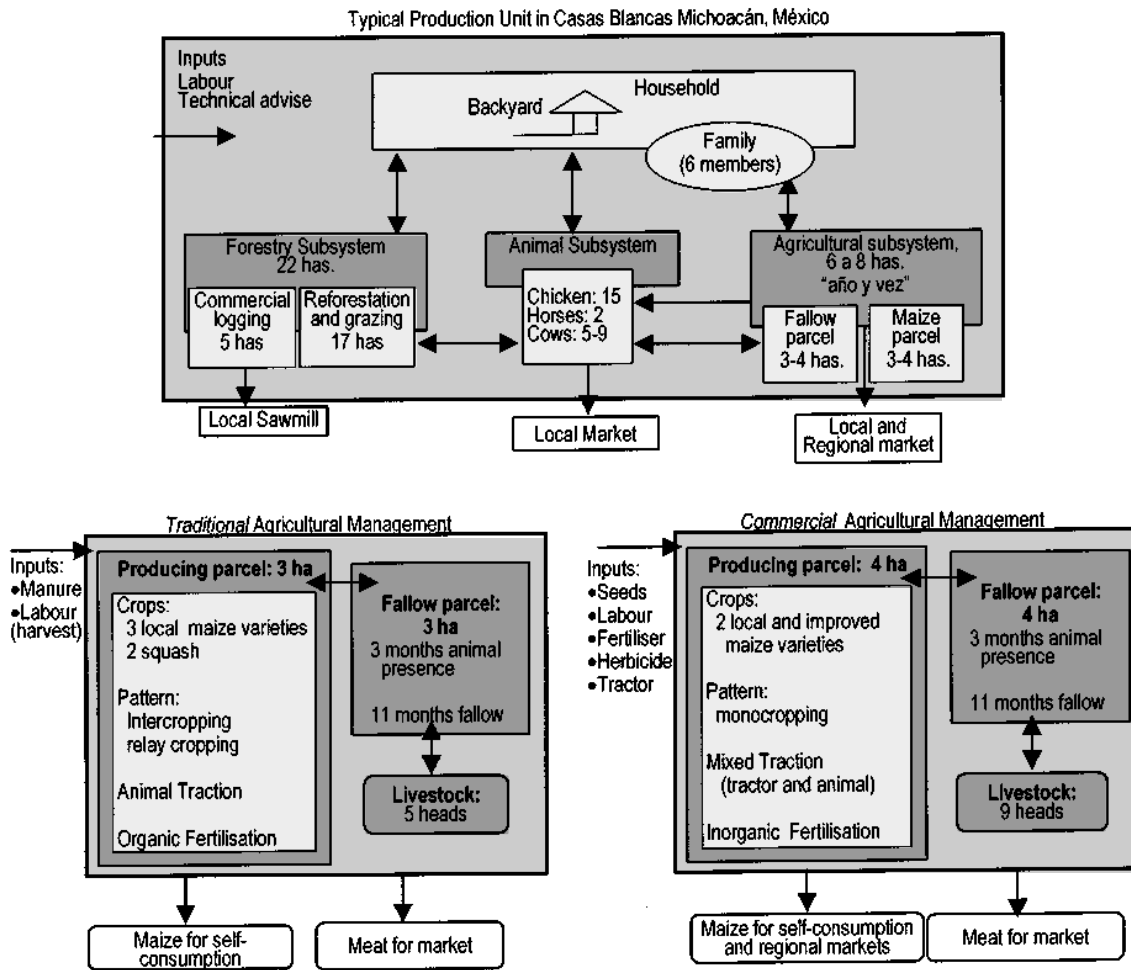 Typical Production Unit in Casas Blancas Michoacán, México
Inputs
Labour
Technical advise
Household
Backyard
Family
(6 members)
Forestry Subsystem
22 has.
Commercial
logging
5 has
Reforestation
and grazing
17 has
Animal Subsystem
Chicken: 15
Horses: 2
Cows: 5-9
Agricultural subsystem,
6 a 8 has.
"año y vez"
Fallow
parcel
3-4 has.
Maize
parcel
3-4 has.
Local Sawmill
Local Market
Local and
Regional market
Traditional Agricultural Management
Inputs:
•Manure
•Labour
(harvest)
Producing parcel: 3 ha
Crops:
3 local maize varieties
2 squash
Pattern:
Intercropping
relay cropping
Animal Traction
Organic Fertilisation
Fallow parcel:
3 ha
3 months animal
presence
11 months fallow
Livestock:
5 heads
Maize for self-
consumption
Meat for market
Commercial Agricultural Management
Inputs:
•Seeds
•Labour
•Fertiliser
•Herbicide
•Tractor
Producing parcel: 4 ha
Crops:
2 local and improved
maize varieties
Pattern:
monocropping
Mixed Traction
(tractor and animal)
Inorganic Fertilisation
Fallow parcel:
4 ha
3 months animal
presence
11 months fallow
Livestock:
9 heads
Maize for self-consumption
and regional markets
Meat for market